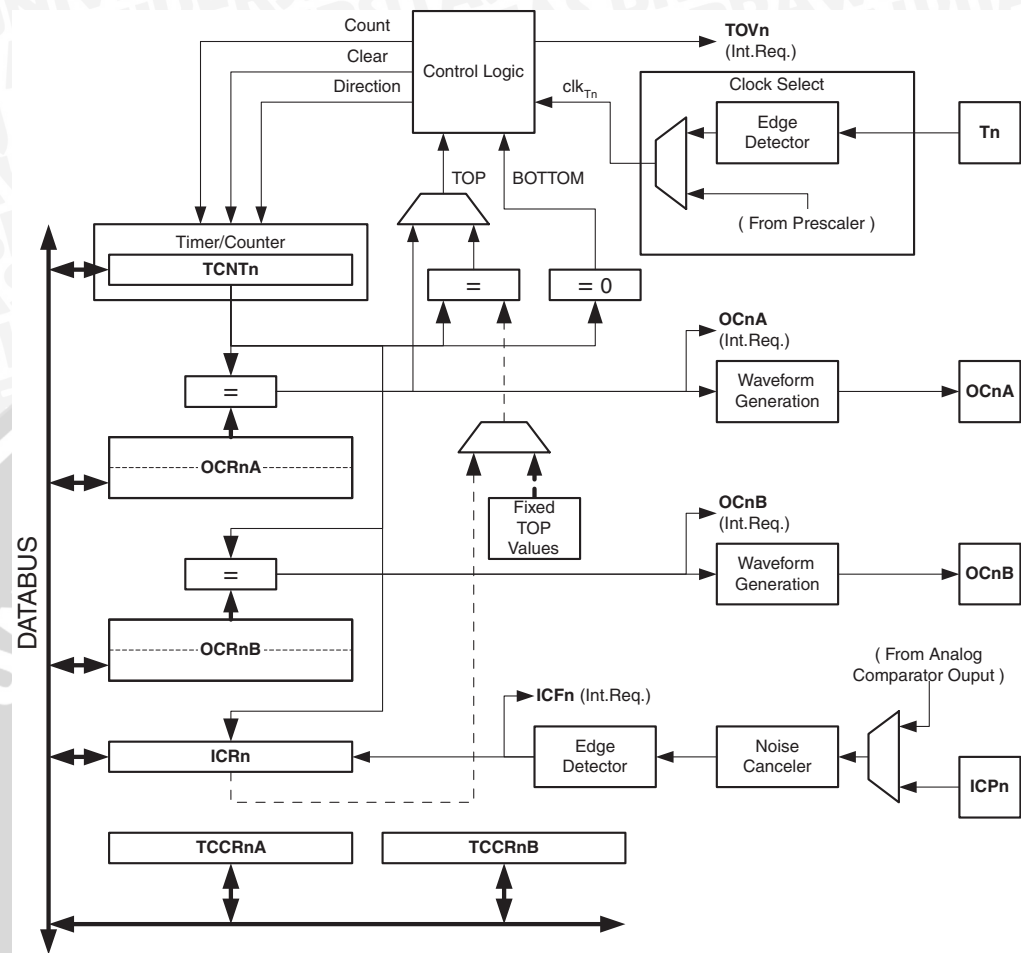 Count
Clear
Direction
Control Logic
TOVn
(Int.Req.)
clkTn
Clock Select
Edge
Detector
Tn
( From Prescaler )
TOP
BOTTOM
Timer/Counter
TCNTn
=
= 0
OCnA
(Int.Req.)
=
Waveform
Generation
OCnA
OCRnA
Fixed
TOP
Values
OCnB
(Int.Req.)
=
Waveform
Generation
OCnB
DATABUS
OCRnB
( From Analog
Comparator Ouput )
ICFn (Int.Req.)
ICRn
Edge
Detector
Noise
Canceler
ICPn
TCCRnA
TCCRnB